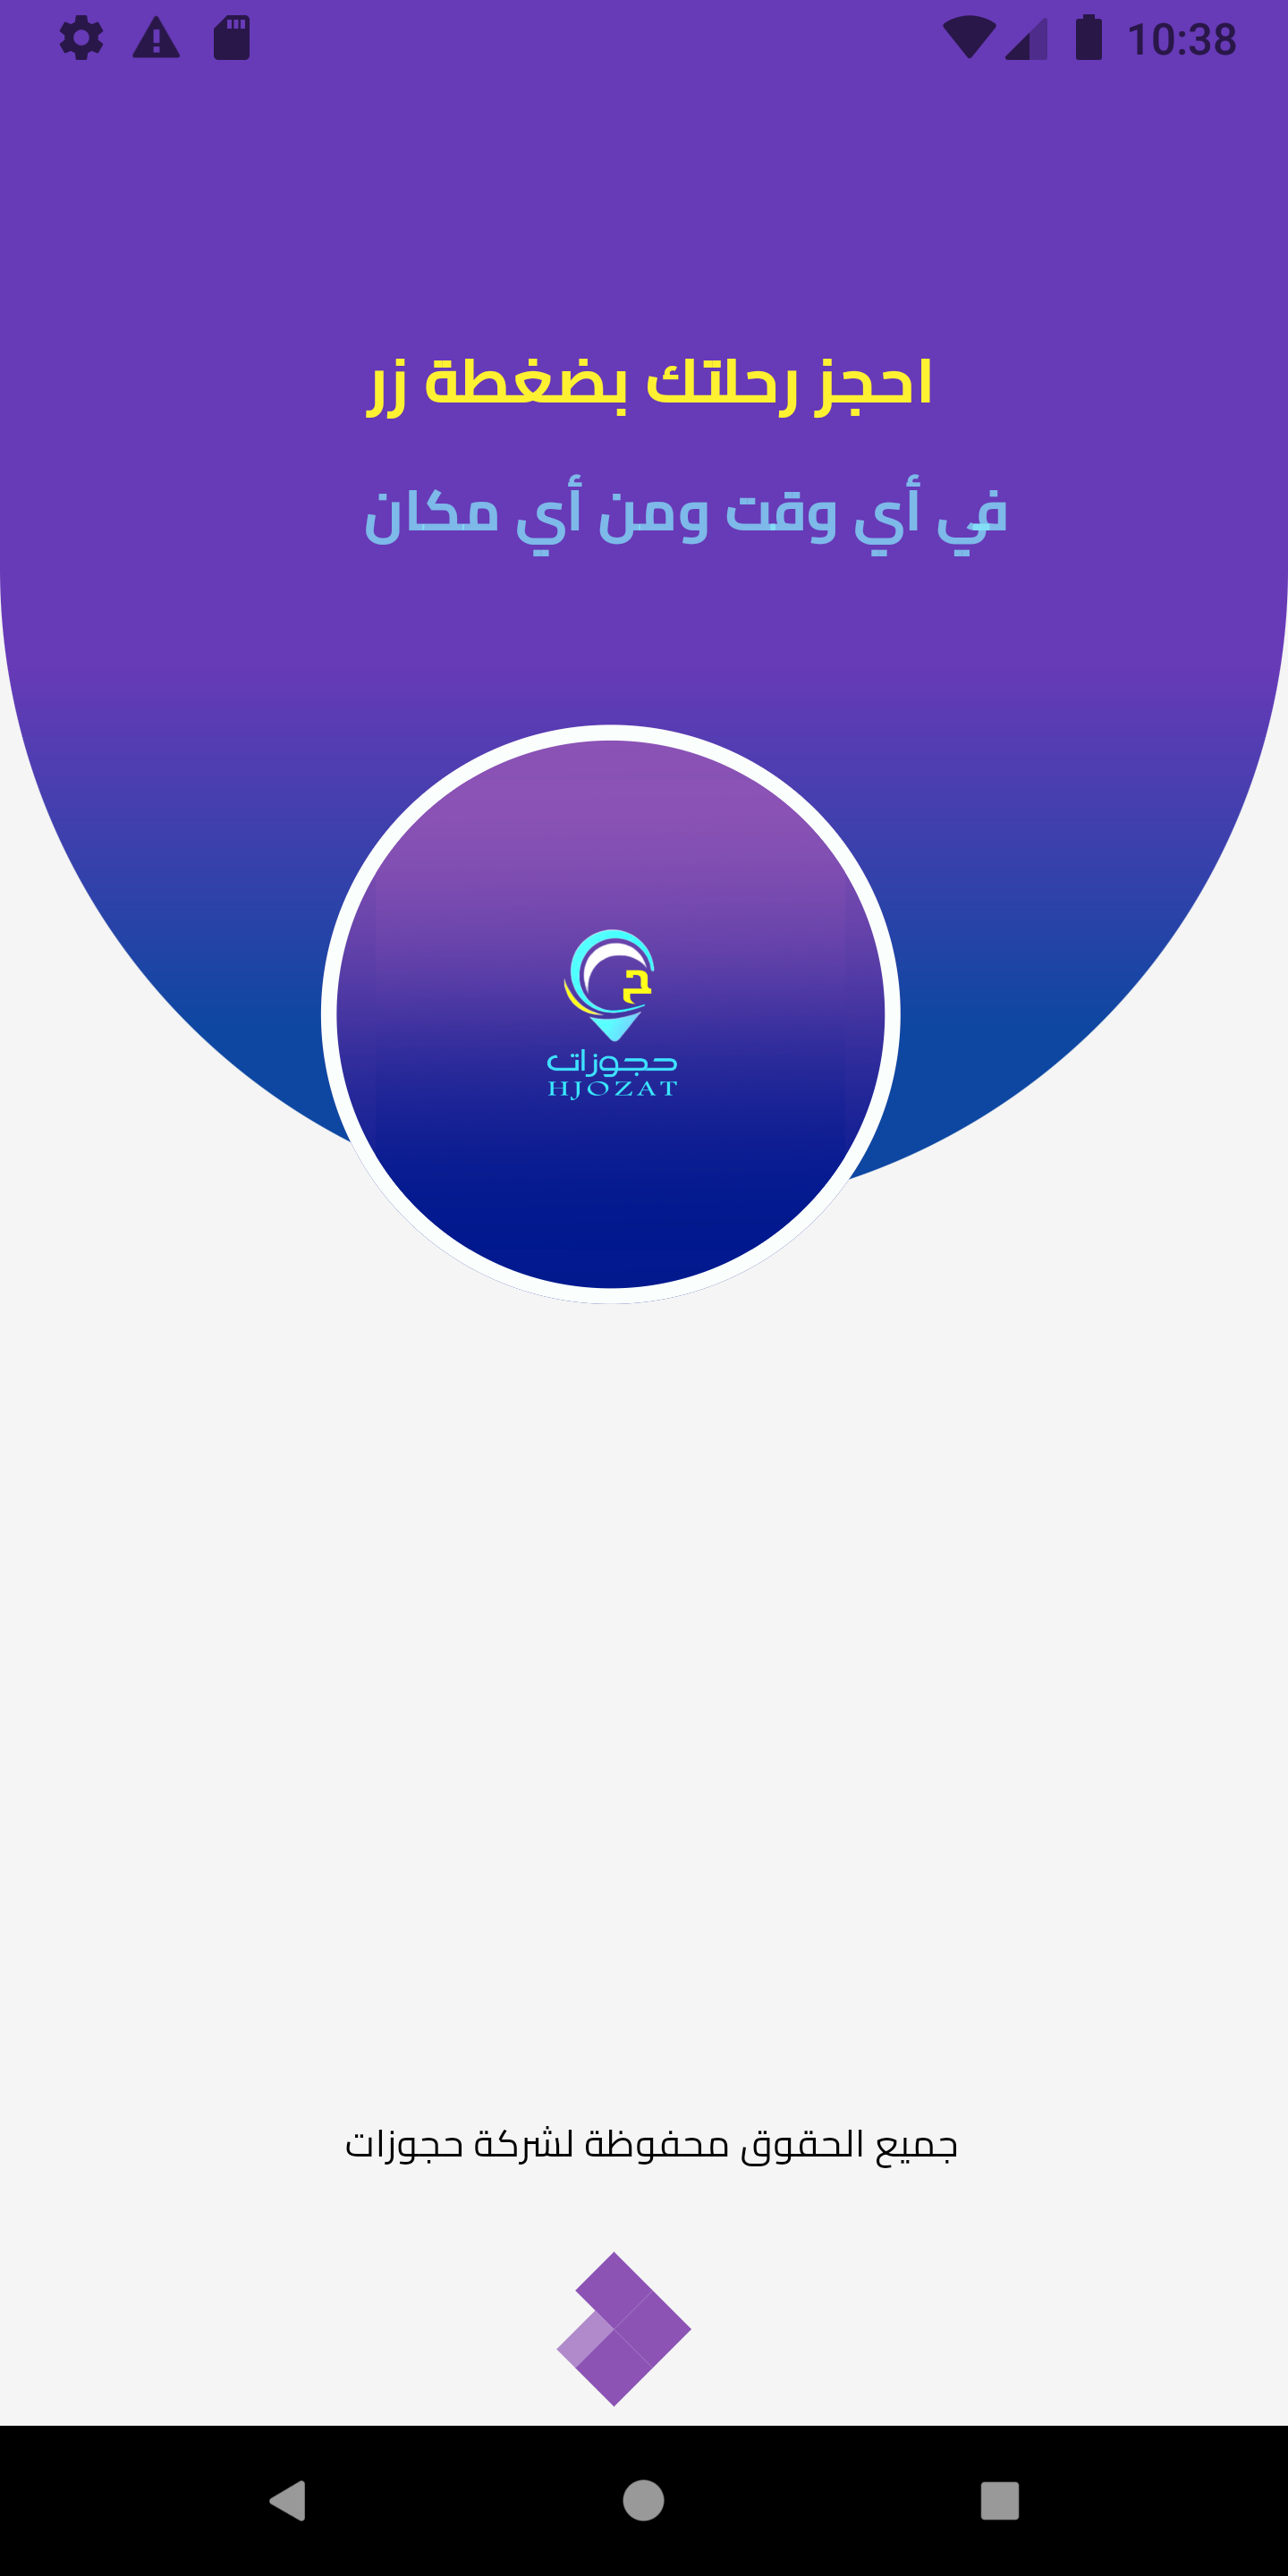 10:38
احجز رحلتك بضغطة زر
في أي وقت ومن أي مكان
ح
حجوزات
HJOZAT
جميع الحقوق محفوظة لشركة حجوزات